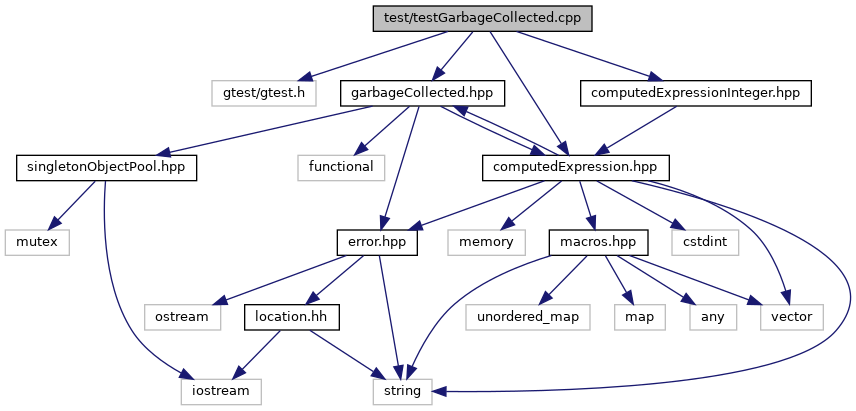 test/testGarbageCollected.cpp
gtest/gtest.h
garbageCollected.hpp
computedExpressionInteger.hpp
singletonObjectPool.hpp
functional
computedExpression.hpp
mutex
error.hpp
memory
macros.hpp
cstdint
ostream
location.hh
unordered_map
map
any
vector
iostream
string